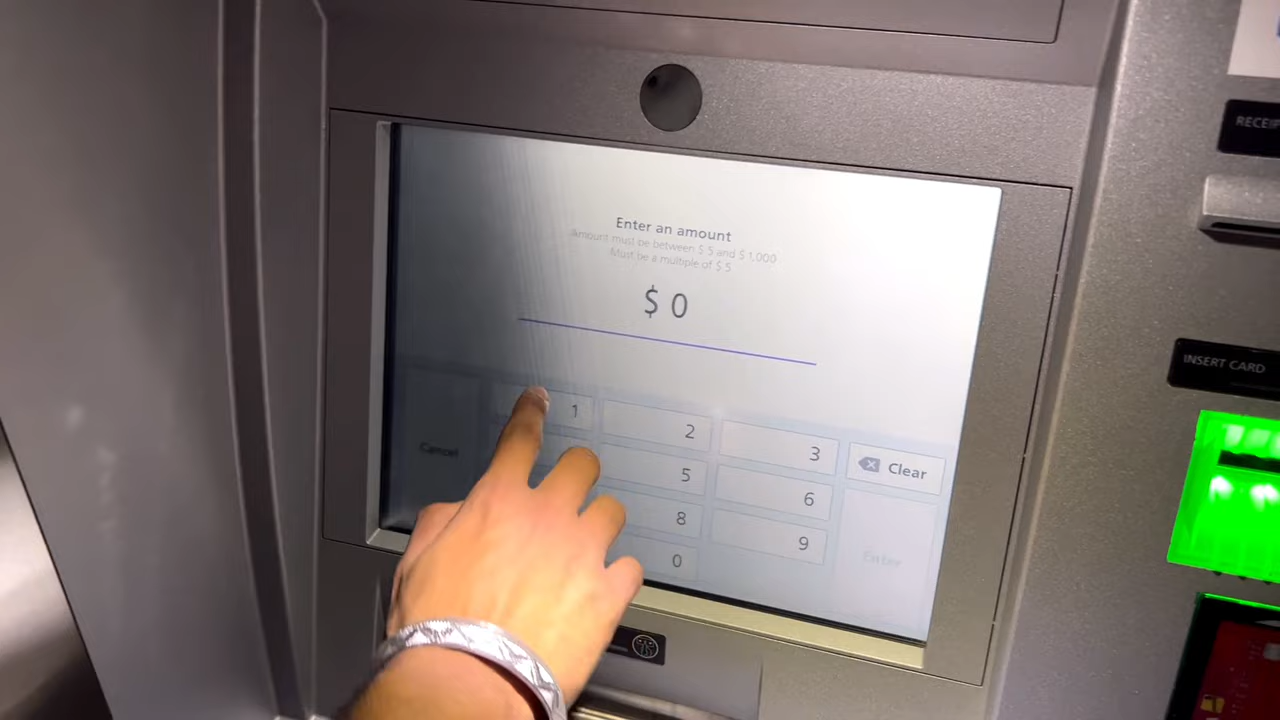 RECEIP
Enter an amount
Amount must be between $ 5 and $ 1,000
Must be a multiple of $ 5
$ 0
INSERT CARD
1
2
3
Clear
Cancel
5
6
8
9
Enter
0